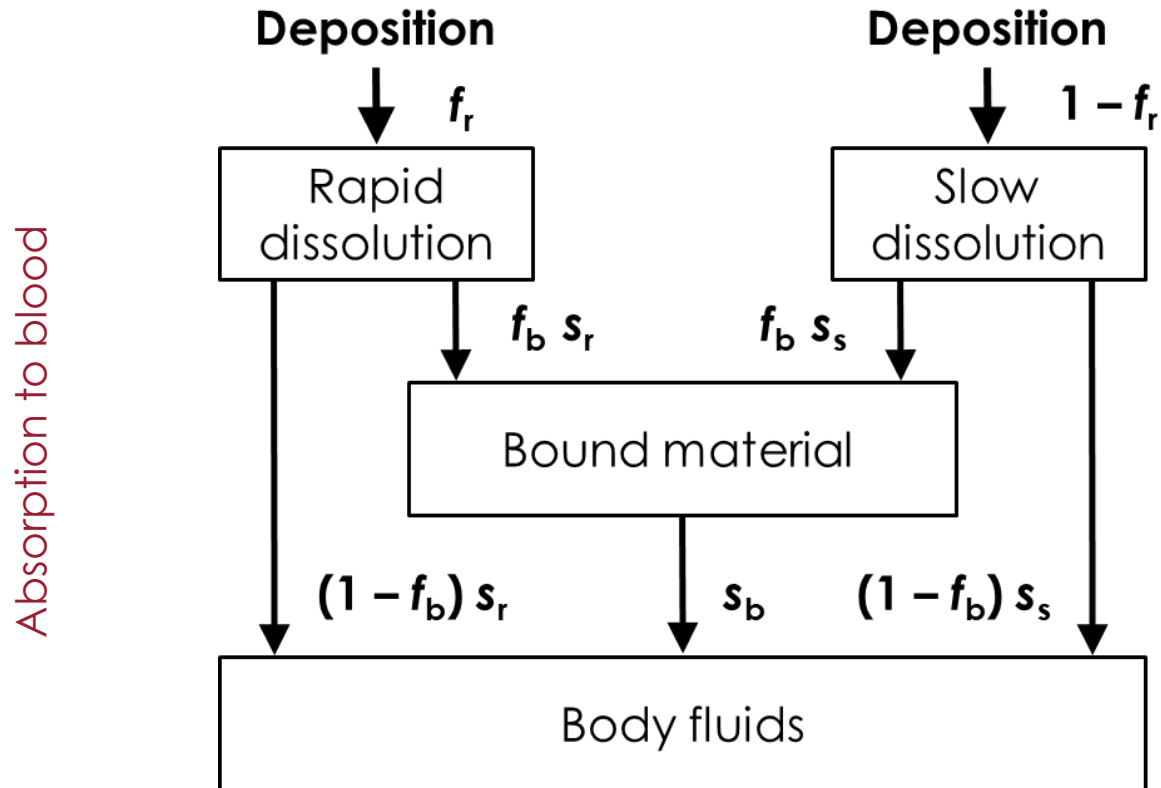 Deposition
Deposition
fr
1 – fr
Rapid
dissolution
Slow
dissolution
fb sr
fb ss
Bound material
(1 – fb) sr
sb
(1 – fb) ss
Body fluids
Absorption to blood